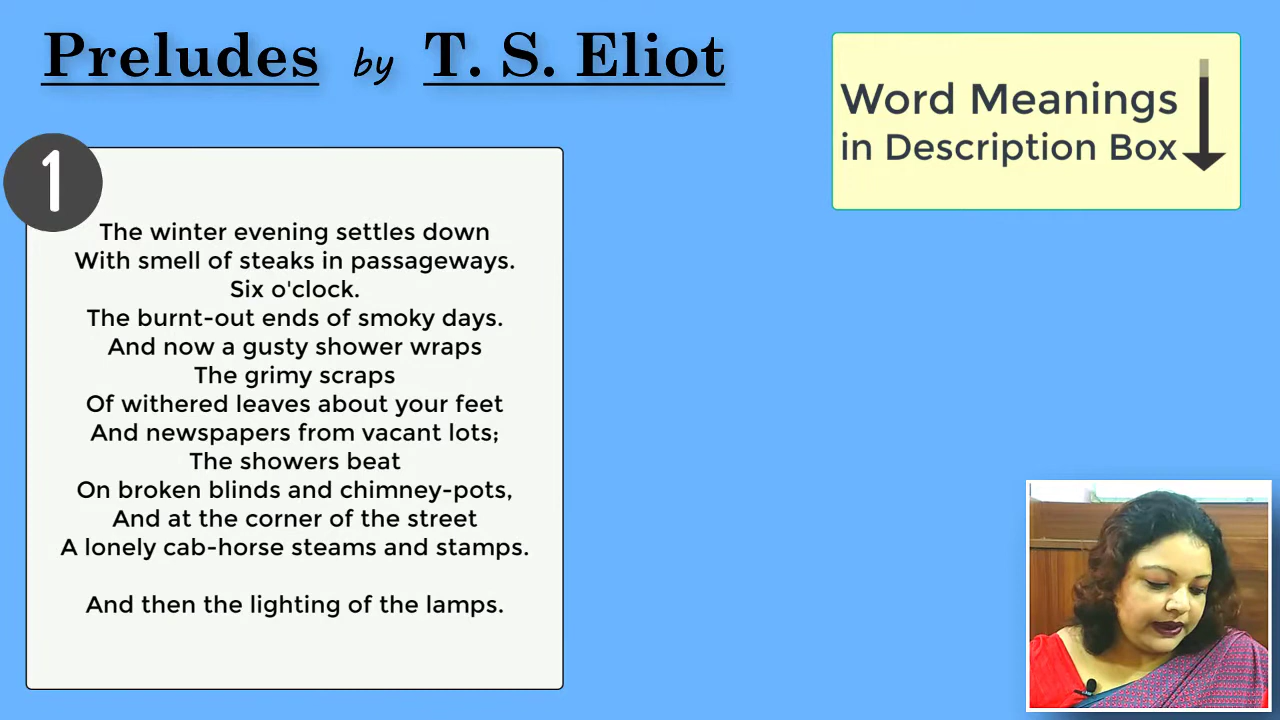 Preludes by T. S. Eliot
Word Meanings
in Description Box
1
The winter evening settles down
With smell of steaks in passageways.
Six o'clock.
The burnt-out ends of smoky days.
And now a gusty shower wraps
The grimy scraps
Of withered leaves about your feet
And newspapers from vacant lots;
The showers beat
On broken blinds and chimney-pots,
And at the corner of the street
A lonely cab-horse steams and stamps.
And then the lighting of the lamps.